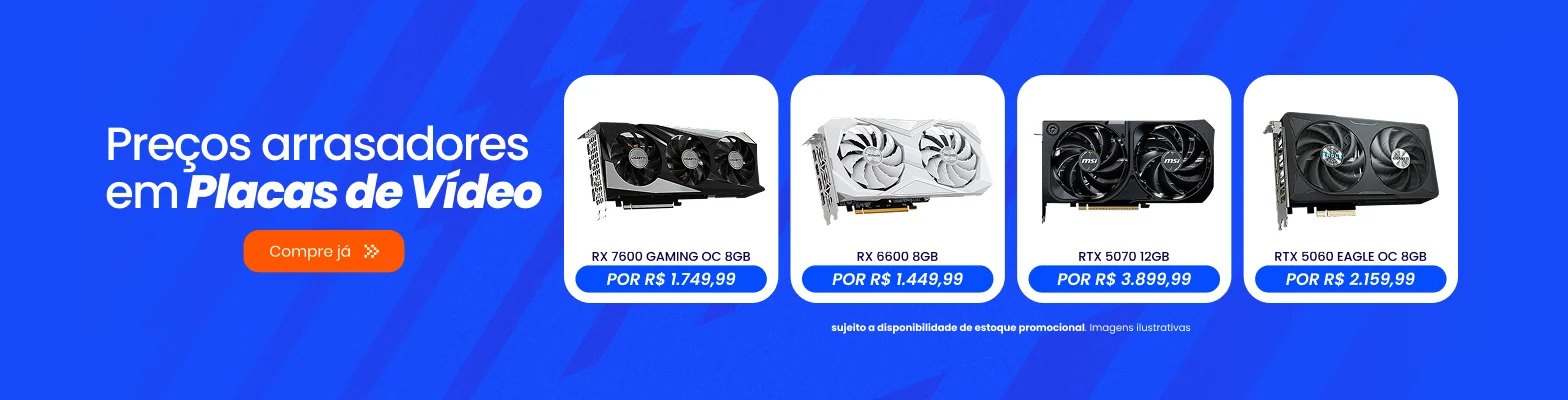 Preços arrasadores
em Placas de Vídeo
Compre já
RX 7600 GAMING OC 8GB
POR R$ 1.749,99
RX 6600 8GB
POR R$ 1.449,99
msi
msi
RTX 5070 12GB
POR R$ 3.899,99
RTX 5060 EAGLE OC 8GB
POR R$ 2.159,99
sujeito a disponibilidade de estoque promocional. Imagens ilustrativas